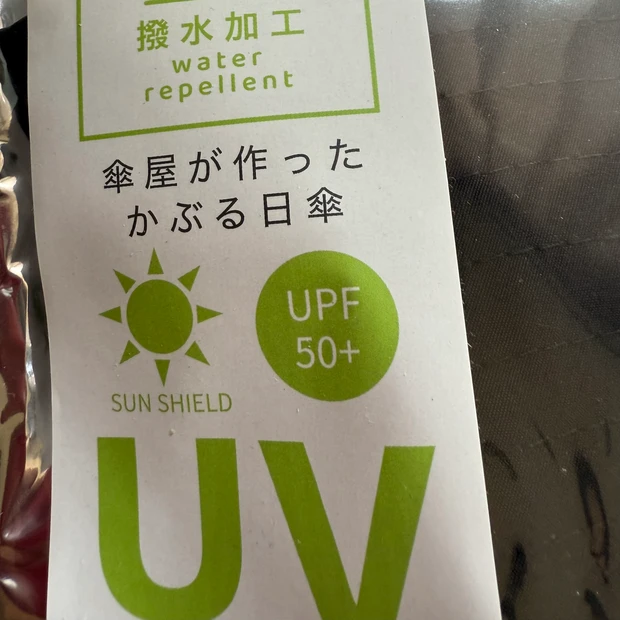 撥水加工
water
repellent
傘屋が作った
かぶる日傘
UPF
50+
SUN SHIELD
UV